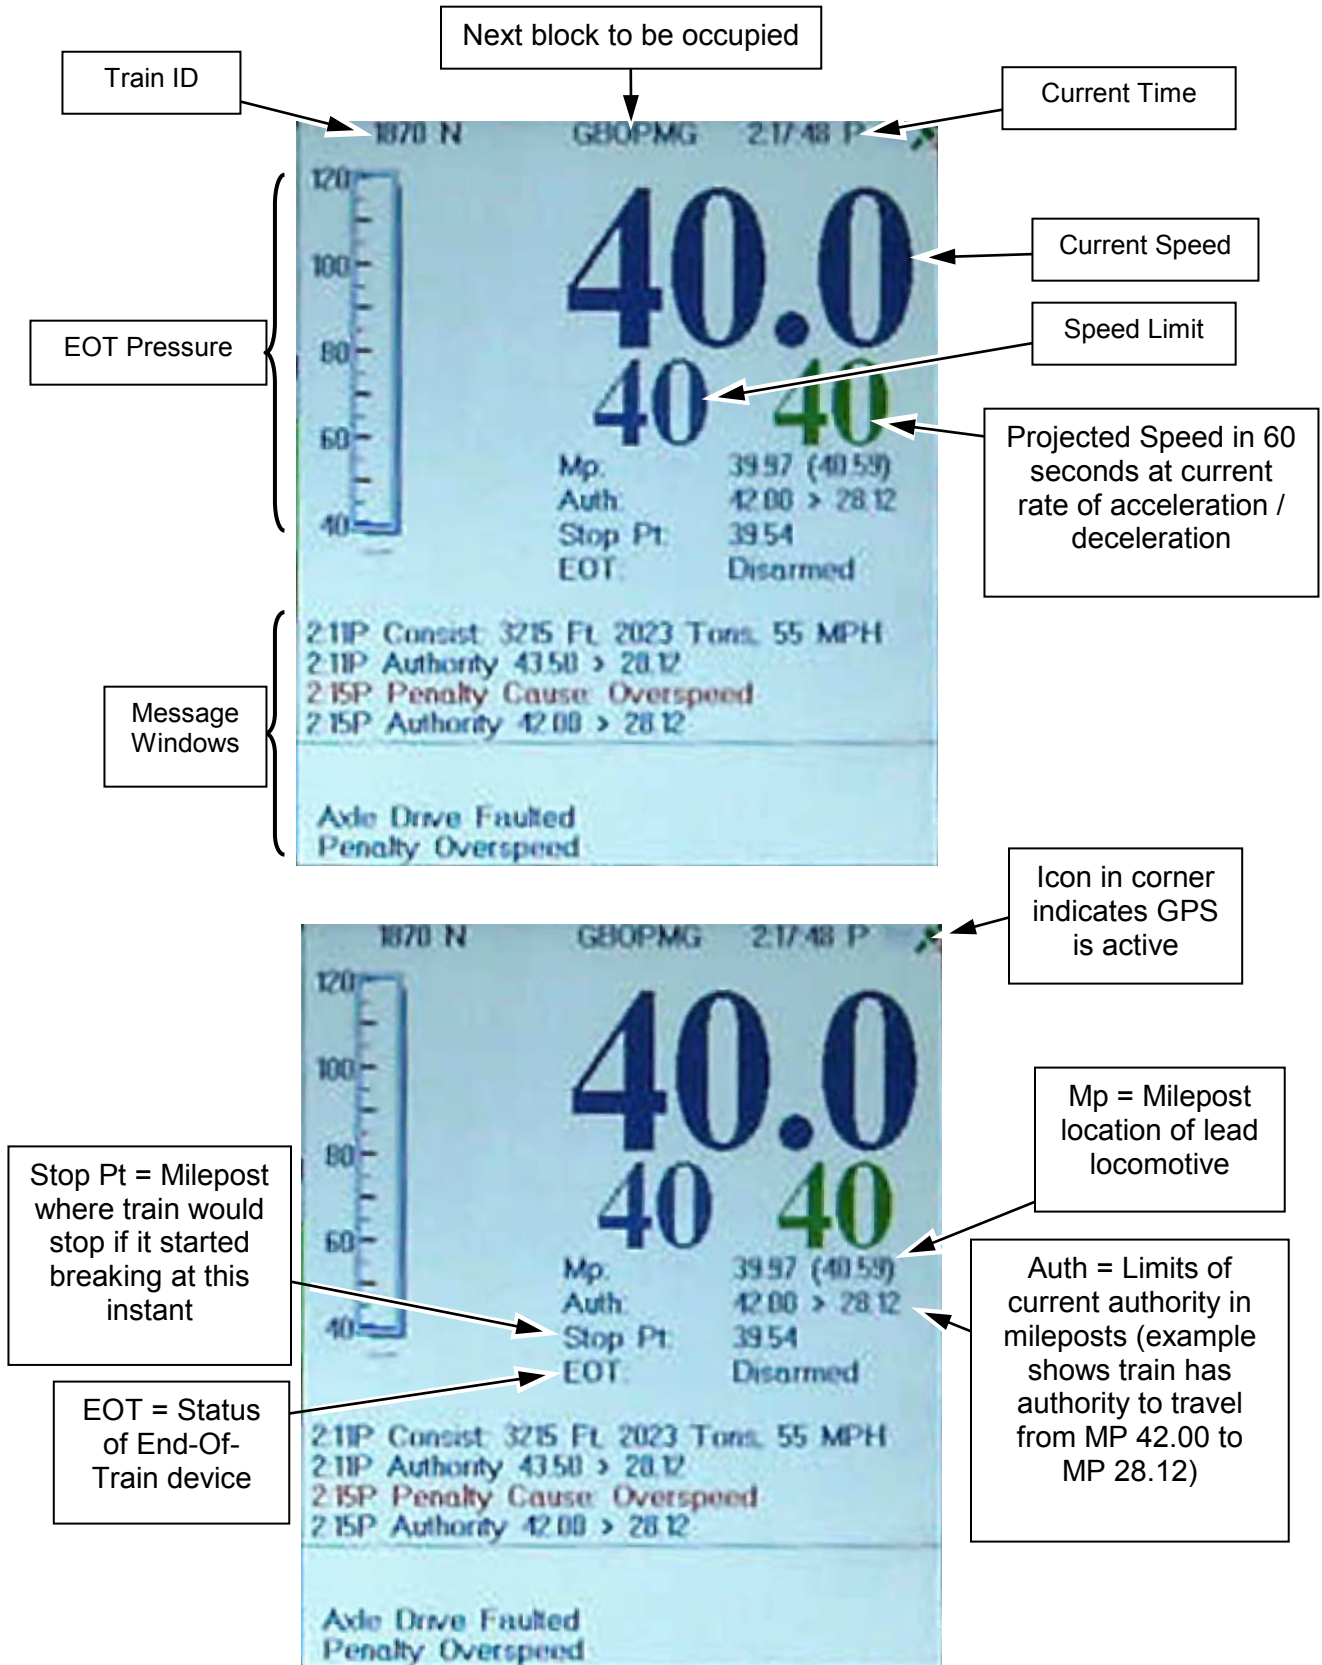 Next block to be occupied
Train ID
Current Time
1870 N GBOPMG 2:17:48 P
120
40.0
Current Speed
100
Speed Limit
EOT Pressure
80
40 40
Projected Speed in 60
seconds at current
rate of acceleration /
deceleration
60
Mp: 39.97 (40.59)
Auth: 42.00 > 28.12
40
Stop Pt: 39.54
EOT: Disarmed
2:11P Consist: 3215 Ft, 2023 Tons, 55 MPH
2:11P Authority 43.50 > 28.12
2:15P Penalty Cause: Overspeed
2:15P Authority 42.00 > 28.12
Message
Windows
Axle Drive Faulted
Penalty Overspeed
Icon in corner
indicates GPS
is active
1870 N GBOPMG 2:17:48 P
120
40.0
100
Mp = Milepost
location of lead
locomotive
80
40 40
Stop Pt = Milepost
where train would
stop if it started
breaking at this
instant
60
Mp: 39.97 (40.59)
Auth: 42.00 > 28.12
40
Stop Pt: 39.54
EOT: Disarmed
Auth = Limits of
current authority in
mileposts (example
shows train has
authority to travel
from MP 42.00 to
MP 28.12)
EOT = Status
of End-Of-
Train device
2:11P Consist: 3215 Ft, 2023 Tons, 55 MPH
2:11P Authority 43.50 > 28.12
2:15P Penalty Cause: Overspeed
2:15P Authority 42.00 > 28.12
Axle Drive Faulted
Penalty Overspeed